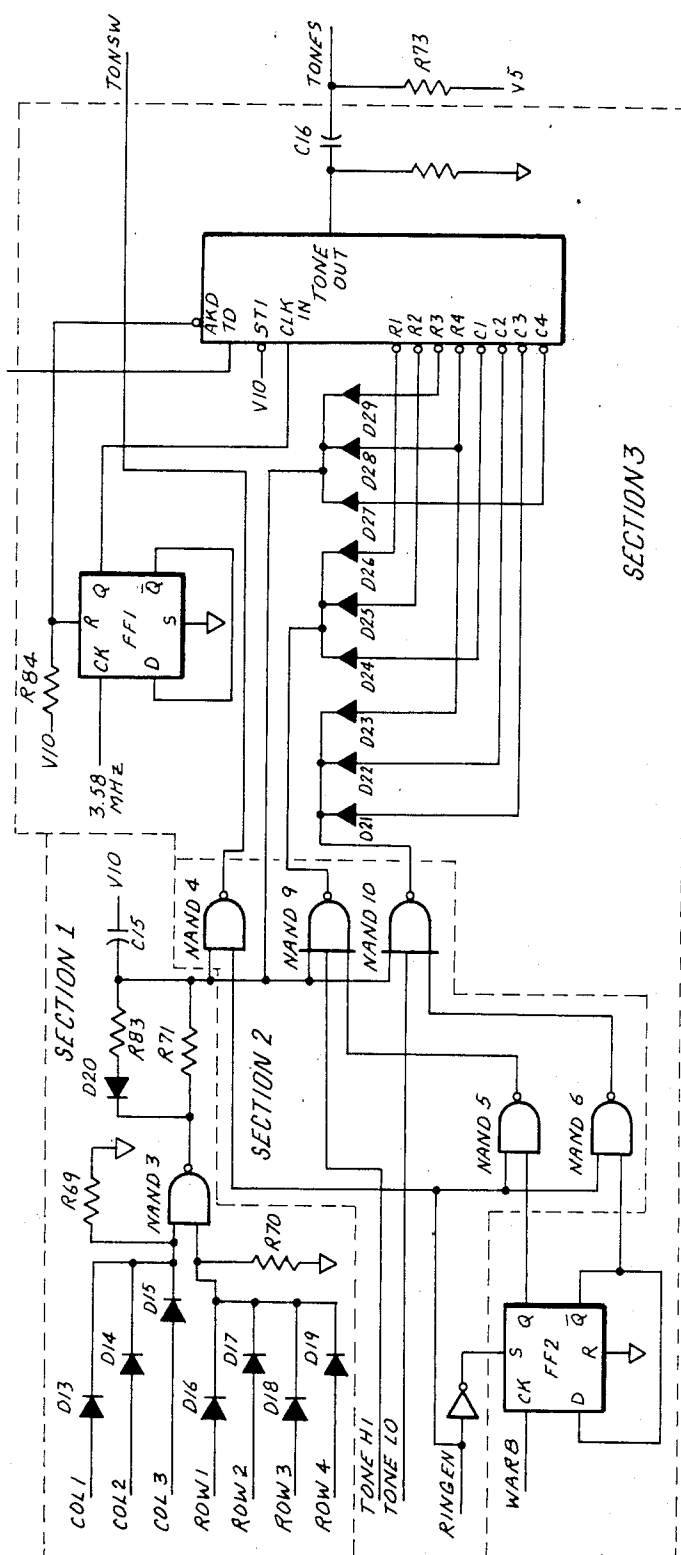 SECTION 1
SECTION 2
SECTION 3
COL 1
COL2
COL 3
ROW 1
ROW 2
ROW 3
ROW 4
D13
D14
D15
D16
D17
D18
D19
R69
R70
NAND 3
D20
R83
R71
C15
V10
TONE HI
TONE LO
RINGEN
WARB
CK
S
Q
FF2
D
R
Q
NAND 5
NAND 6
NAND 4
NAND 9
NAND 10
V10
R84
3.58
MHz
CK
R
Q
FF1
D
S
Q
D21
D22
D23
D24
D25
D26
D27
D28
D29
AKD
TD
V10
ST1
CLK
IN
TONE
OUT
R1
R2
R3
R4
C1
C2
C3
C4
C16
TONSW
TONES
R73
V5